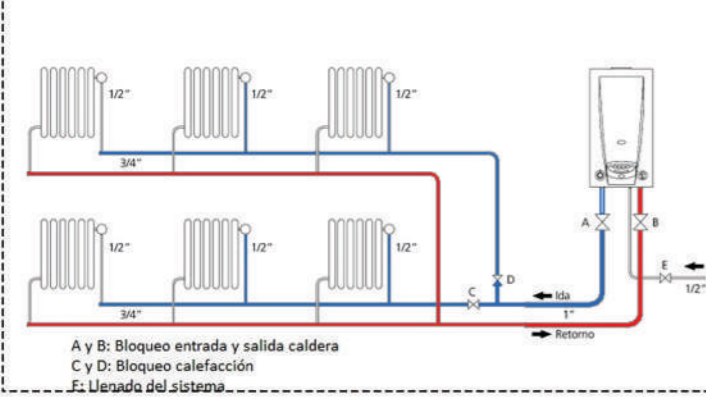 1/2" 1/2" 1/2"
3/4"
A B
1/2" 1/2" 1/2"
E
D
1/2"
C
Ida
3/4" 1"
Retorno
A y B: Bloqueo entrada y salida caldera
C y D: Bloqueo calefacción
E: Llenado del sistema